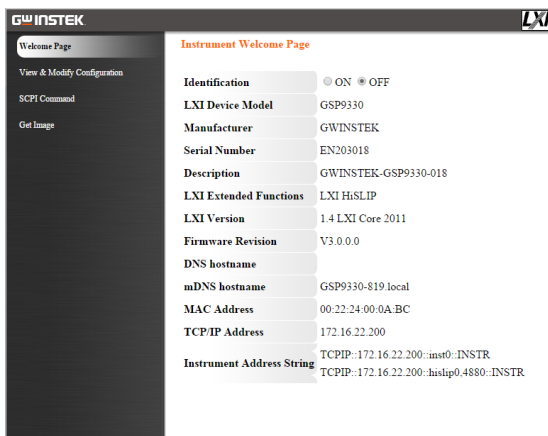 GWINSTEK
LXI
Welcome Page
View & Modify Configuration
SCPI Command
Get Image
Instrument Welcome Page
Identification ON OFF
LXI Device Model GSP9330
Manufacturer GWINSTEK
Serial Number EN203018
Description GWINSTEK-GSP9330-018
LXI Extended Functions LXI HiSLIP
LXI Version 1.4 LXI Core 2011
Firmware Revision V3.0.0.0
DNS hostname
mDNS hostname GSP9330-819.local
MAC Address 00:22:24:00:0A:BC
TCP/IP Address 172.16.22.200
Instrument Address String TCPIP::172.16.22.200::inst0::INSTR
TCPIP::172.16.22.200::hislip0,4880::INSTR